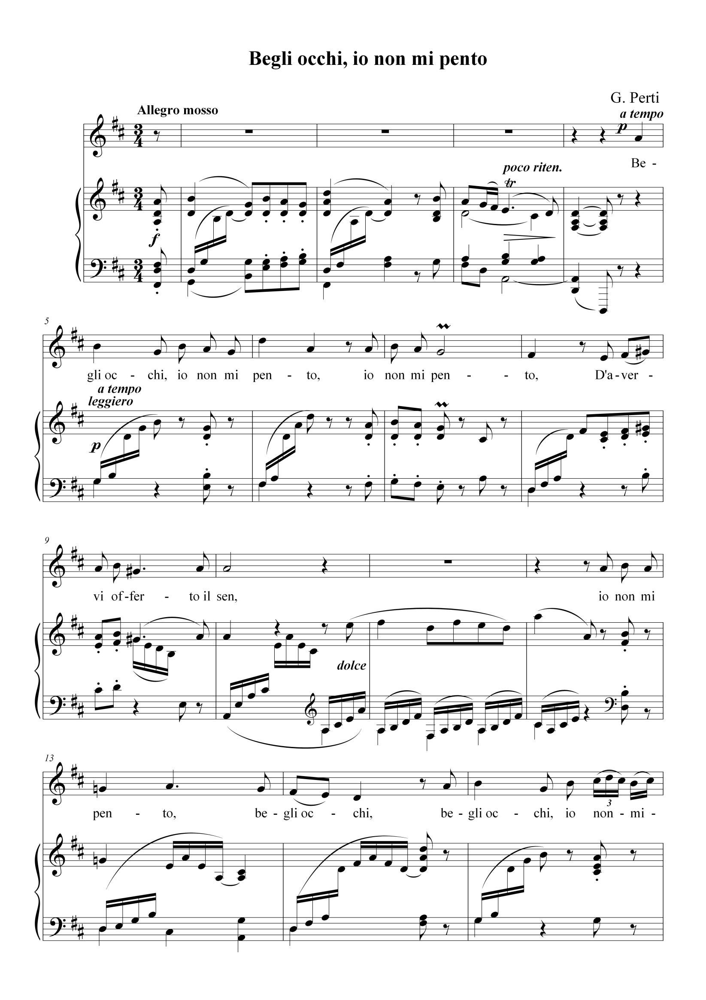 Begli occhi, io non mi pento
G. Perti
Allegro mosso
a tempo
p
Be -
poco riten.
f
5
gli oc - chi, io non mi pen - to, io non mi pen - - to, D'a - ver -
a tempo
leggiero
p
9
vi of - fer - to il sen, io non mi
dolce
13
pen - to, be - gli oc - chi, be - gli oc - chi, io non - mi -
3